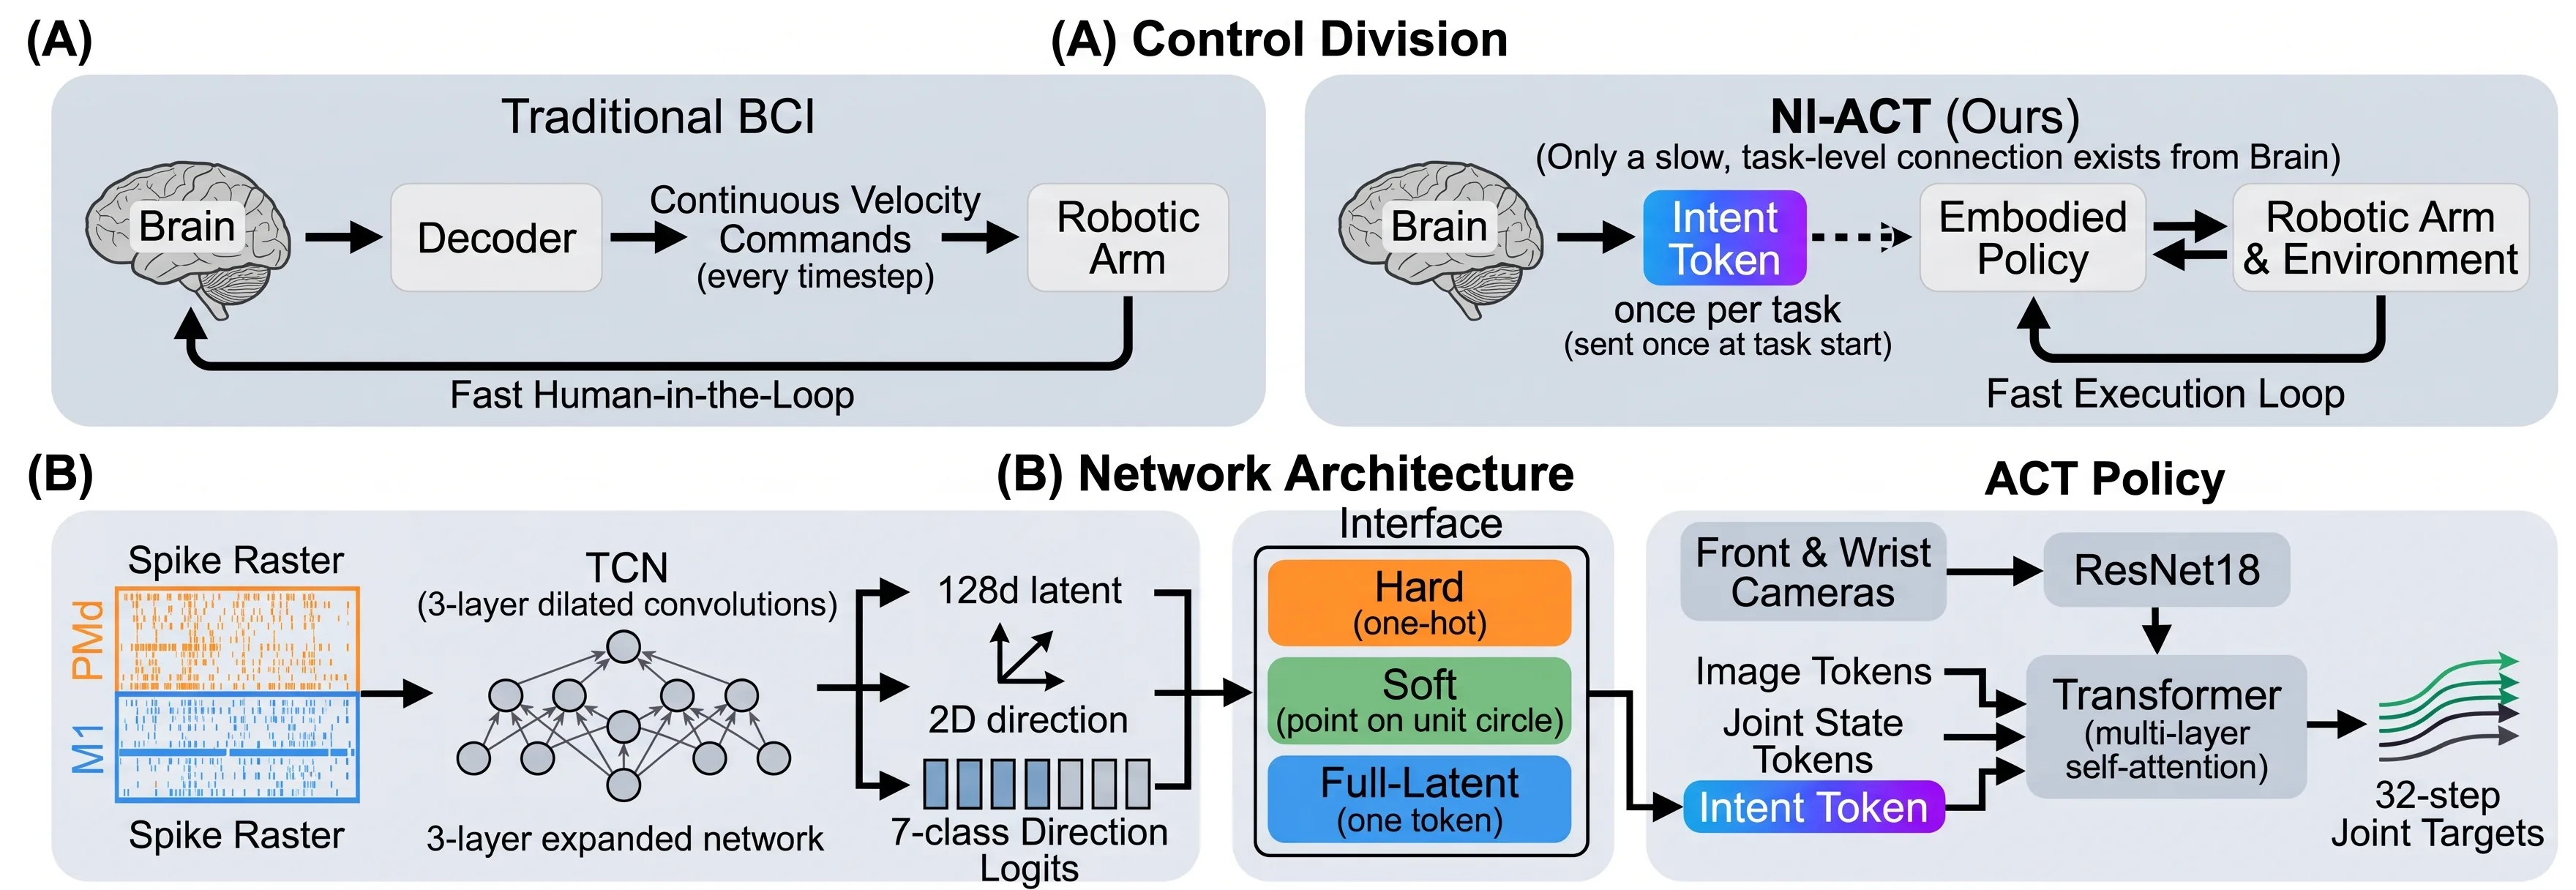 (A)
(A) Control Division
Traditional BCI
Brain
Decoder
Continuous Velocity
Commands
(every timestep)
Robotic
Arm
Fast Human-in-the-Loop
NI-ACT (Ours)
(Only a slow, task-level connection exists from Brain)
Brain
Intent
Token
once per task
(sent once at task start)
Embodied
Policy
Robotic Arm
& Environment
Fast Execution Loop
(B)
(B) Network Architecture
Spike Raster
PMd
M1
Spike Raster
TCN
(3-layer dilated convolutions)
3-layer expanded network
128d latent
2D direction
7-class Direction
Logits
Interface
Hard
(one-hot)
Soft
(point on unit circle)
Full-Latent
(one token)
ACT Policy
Front & Wrist
Cameras
ResNet18
Image Tokens
Joint State
Tokens
Intent Token
Transformer
(multi-layer
self-attention)
32-step
Joint Targets